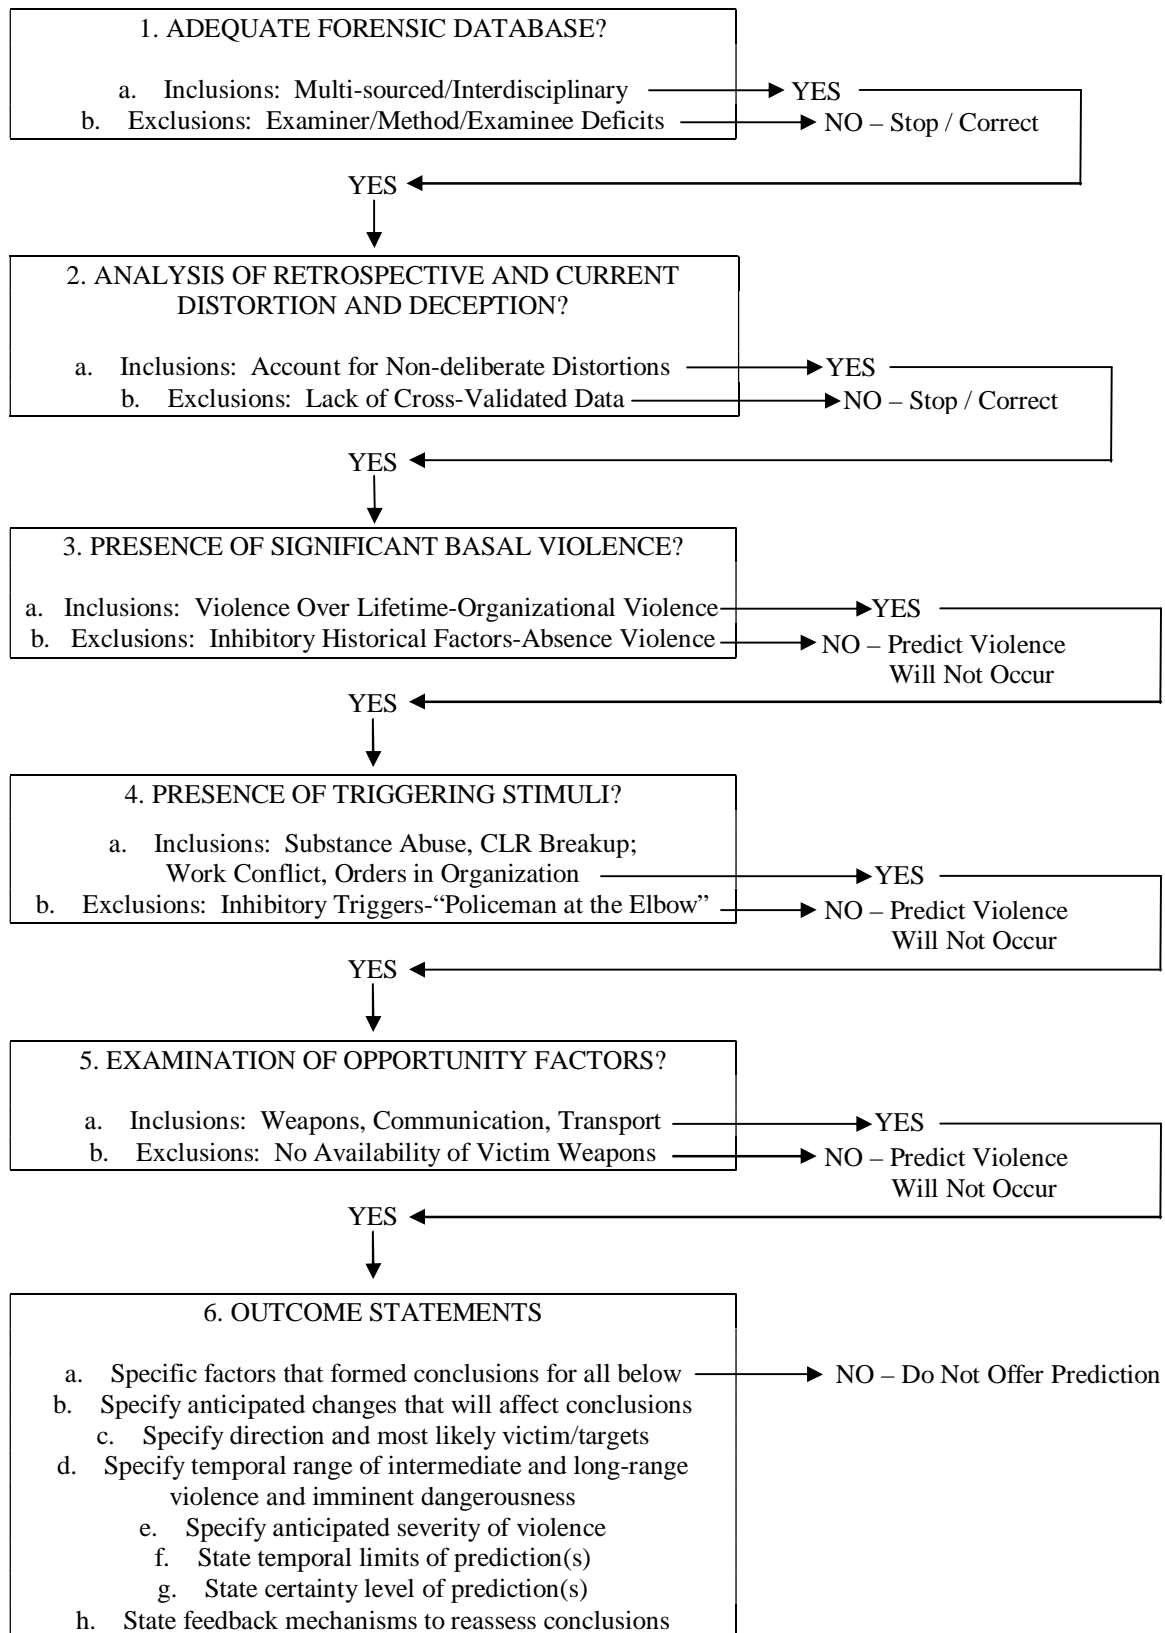 1. ADEQUATE FORENSIC DATABASE?
a. Inclusions: Multi-sourced/Interdisciplinary YES
b. Exclusions: Examiner/Method/Examinee Deficits NO – Stop / Correct
YES
2. ANALYSIS OF RETROSPECTIVE AND CURRENT
DISTORTION AND DECEPTION?
a. Inclusions: Account for Non-deliberate Distortions YES
b. Exclusions: Lack of Cross-Validated Data NO – Stop / Correct
YES
3. PRESENCE OF SIGNIFICANT BASAL VIOLENCE?
a. Inclusions: Violence Over Lifetime-Organizational Violence YES
b. Exclusions: Inhibitory Historical Factors-Absence Violence NO – Predict Violence
Will Not Occur
YES
4. PRESENCE OF TRIGGERING STIMULI?
a. Inclusions: Substance Abuse, CLR Breakup;
Work Conflict, Orders in Organization YES
b. Exclusions: Inhibitory Triggers-“Policeman at the Elbow” NO – Predict Violence
Will Not Occur
YES
5. EXAMINATION OF OPPORTUNITY FACTORS?
a. Inclusions: Weapons, Communication, Transport YES
b. Exclusions: No Availability of Victim Weapons NO – Predict Violence
Will Not Occur
YES
6. OUTCOME STATEMENTS
a. Specific factors that formed conclusions for all below NO – Do Not Offer Prediction
b. Specify anticipated changes that will affect conclusions
c. Specify direction and most likely victim/targets
d. Specify temporal range of intermediate and long-range
violence and imminent dangerousness
e. Specify anticipated severity of violence
f. State temporal limits of prediction(s)
g. State certainty level of prediction(s)
h. State feedback mechanisms to reassess conclusions